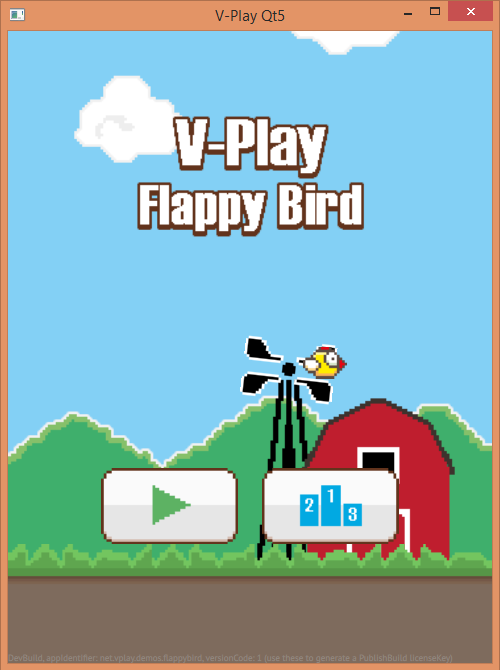 V-Play Qt5
V-Play
Flappy Bird
2 1 3
DevBuild, appIdentifier: net.vplay.demos.flappybird, versionCode: 1 (use these to generate a PublishBuild licenseKey)